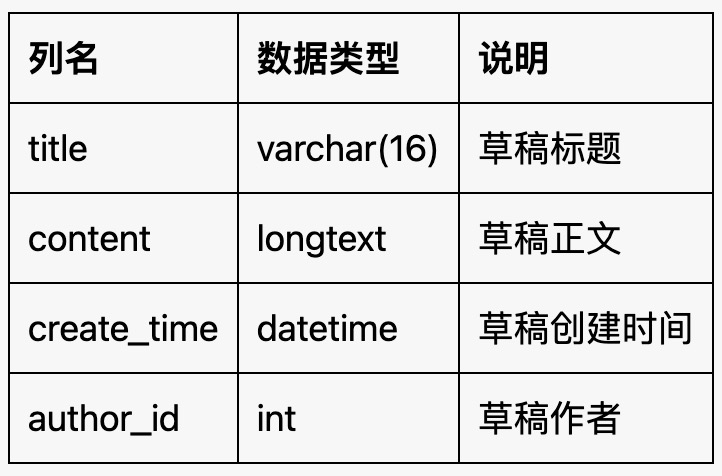 列名 数据类型 说明
title varchar(16) 草稿标题
content longtext 草稿正文
create_time datetime 草稿创建时间
author_id int 草稿作者